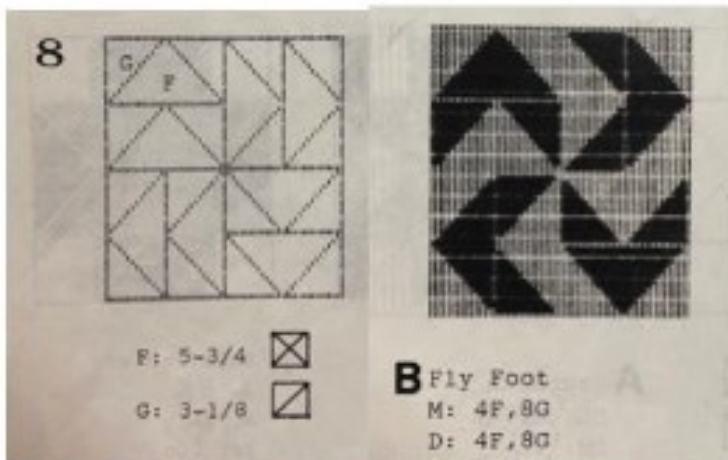 8
G
F
F: 5-3/4
G: 3-1/8
B Fly Foot
M: 4F,8G
D: 4F,8G